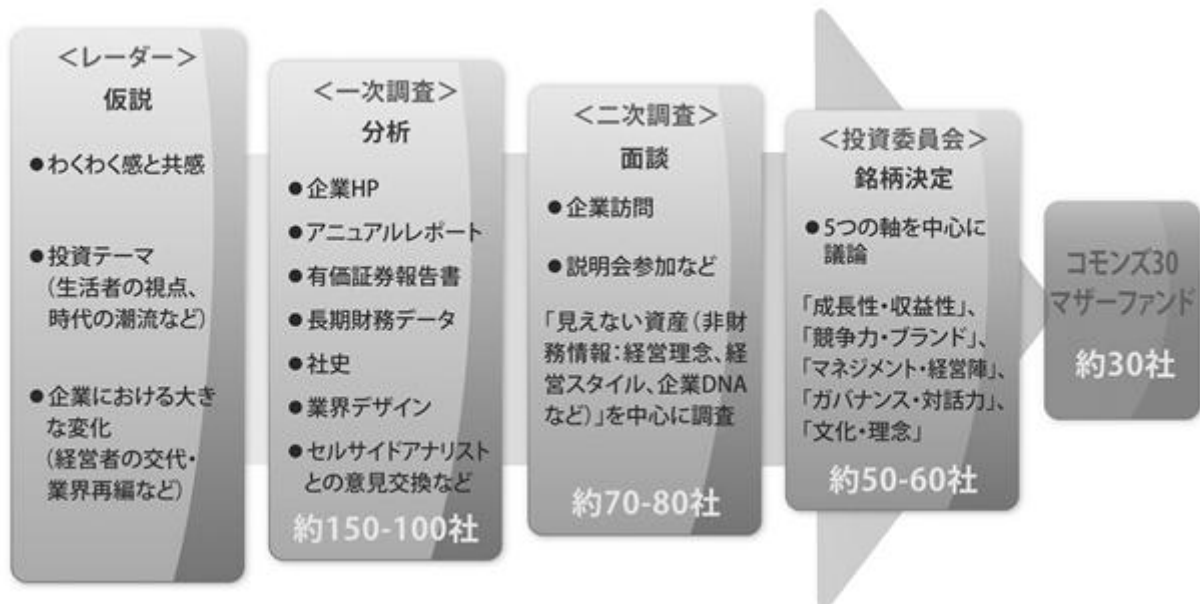 ＜レーダー＞
仮説
●わくわく感と共感
●投資テーマ
（生活者の視点、
時代の潮流など）
●企業における大き
な変化
（経営者の交代・
業界再編など）
＜一次調査＞
分析
●企業HP
●アニュアルレポート
●有価証券報告書
●長期財務データ
●社史
●業界デザイン
●セルサイドアナリスト
との意見交換など
約150-100社
＜二次調査＞
面談
●企業訪問
●説明会参加など
「見えない資産（非財
務情報：経営理念、経
営スタイル、企業DNA
など）」を中心に調査
約70-80社
＜投資委員会＞
銘柄決定
●5つの軸を中心に
議論
「成長性・収益性」、
「競争力・ブランド」、
「マネジメント・経営陣」、
「ガバナンス・対話力」、
「文化・理念」
約50-60社
コモンズ30
マザーファンド
約30社